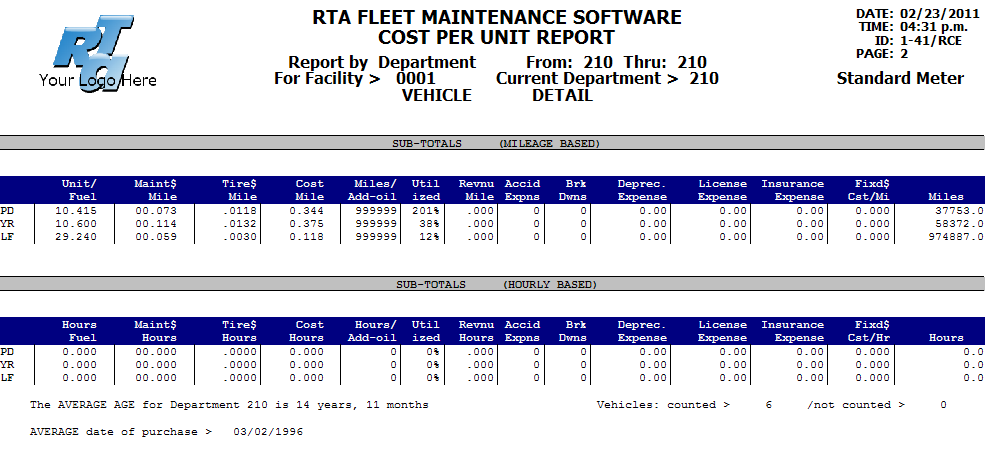 RTa
Your Logo Here
RTA FLEET MAINTENANCE SOFTWARE
COST PER UNIT REPORT
Report by Department From: 210 Thru: 210
For Facility > 0001 Current Department > 210
VEHICLE DETAIL
DATE: 02/23/2011
TIME: 04:31 p.m.
ID: 1-41/RCE
PAGE: 2
Standard Meter
SUB-TOTALS (MILEAGE BASED)
Unit/ Maint$ Tire$ Cost Miles/ Util Revnu Accid Brk Deprec. License Insurance Fixd$
Fuel Mile Mile Mile Add-oil ized Mile Expns Dwns Expense Expense Expense Cst/Mi Miles
PD 10.415 00.073 .0118 0.344 999999 201% .000 0 0 0.00 0.00 0.00 0.000 37753.0
YR 10.600 00.114 .0132 0.375 999999 38% .000 0 0 0.00 0.00 0.00 0.000 58372.0
LF 29.240 00.059 .0030 0.118 999999 12% .000 0 0 0.00 0.00 0.00 0.000 974887.0
SUB-TOTALS (HOURLY BASED)
Hours Maint$ Tire$ Cost Hours/ Util Revnu Accid Brk Deprec. License Insurance Fixd$
Fuel Hours Hours Hours Add-oil ized Hours Expns Dwns Expense Expense Expense Cst/Hr Hours
PD 0.000 00.000 .0000 0.000 0 0% .000 0 0 0.00 0.00 0.00 0.000 0.0
YR 0.000 00.000 .0000 0.000 0 0% .000 0 0 0.00 0.00 0.00 0.000 0.0
LF 0.000 00.000 .0000 0.000 0 0% .000 0 0 0.00 0.00 0.00 0.000 0.0
The AVERAGE AGE for Department 210 is 14 years, 11 months Vehicles: counted > 6 /not counted > 0
AVERAGE date of purchase > 03/02/1996